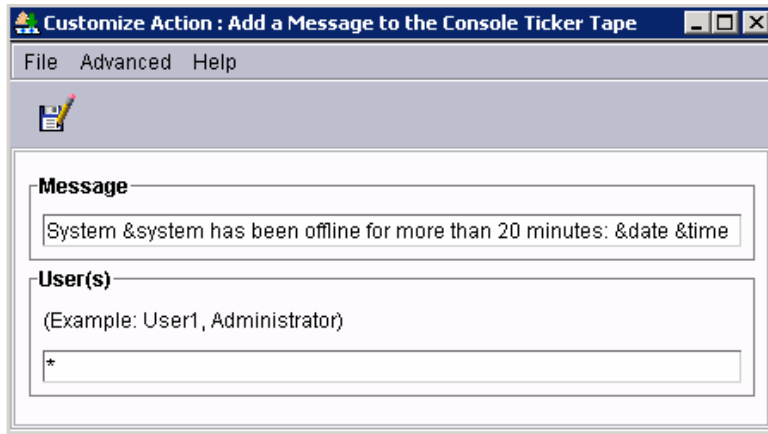 Customize Action : Add a Message to the Console Ticker Tape
File Advanced Help
Message
System &system has been offline for more than 20 minutes: &date &time
User(s)
(Example: User1, Administrator)
*